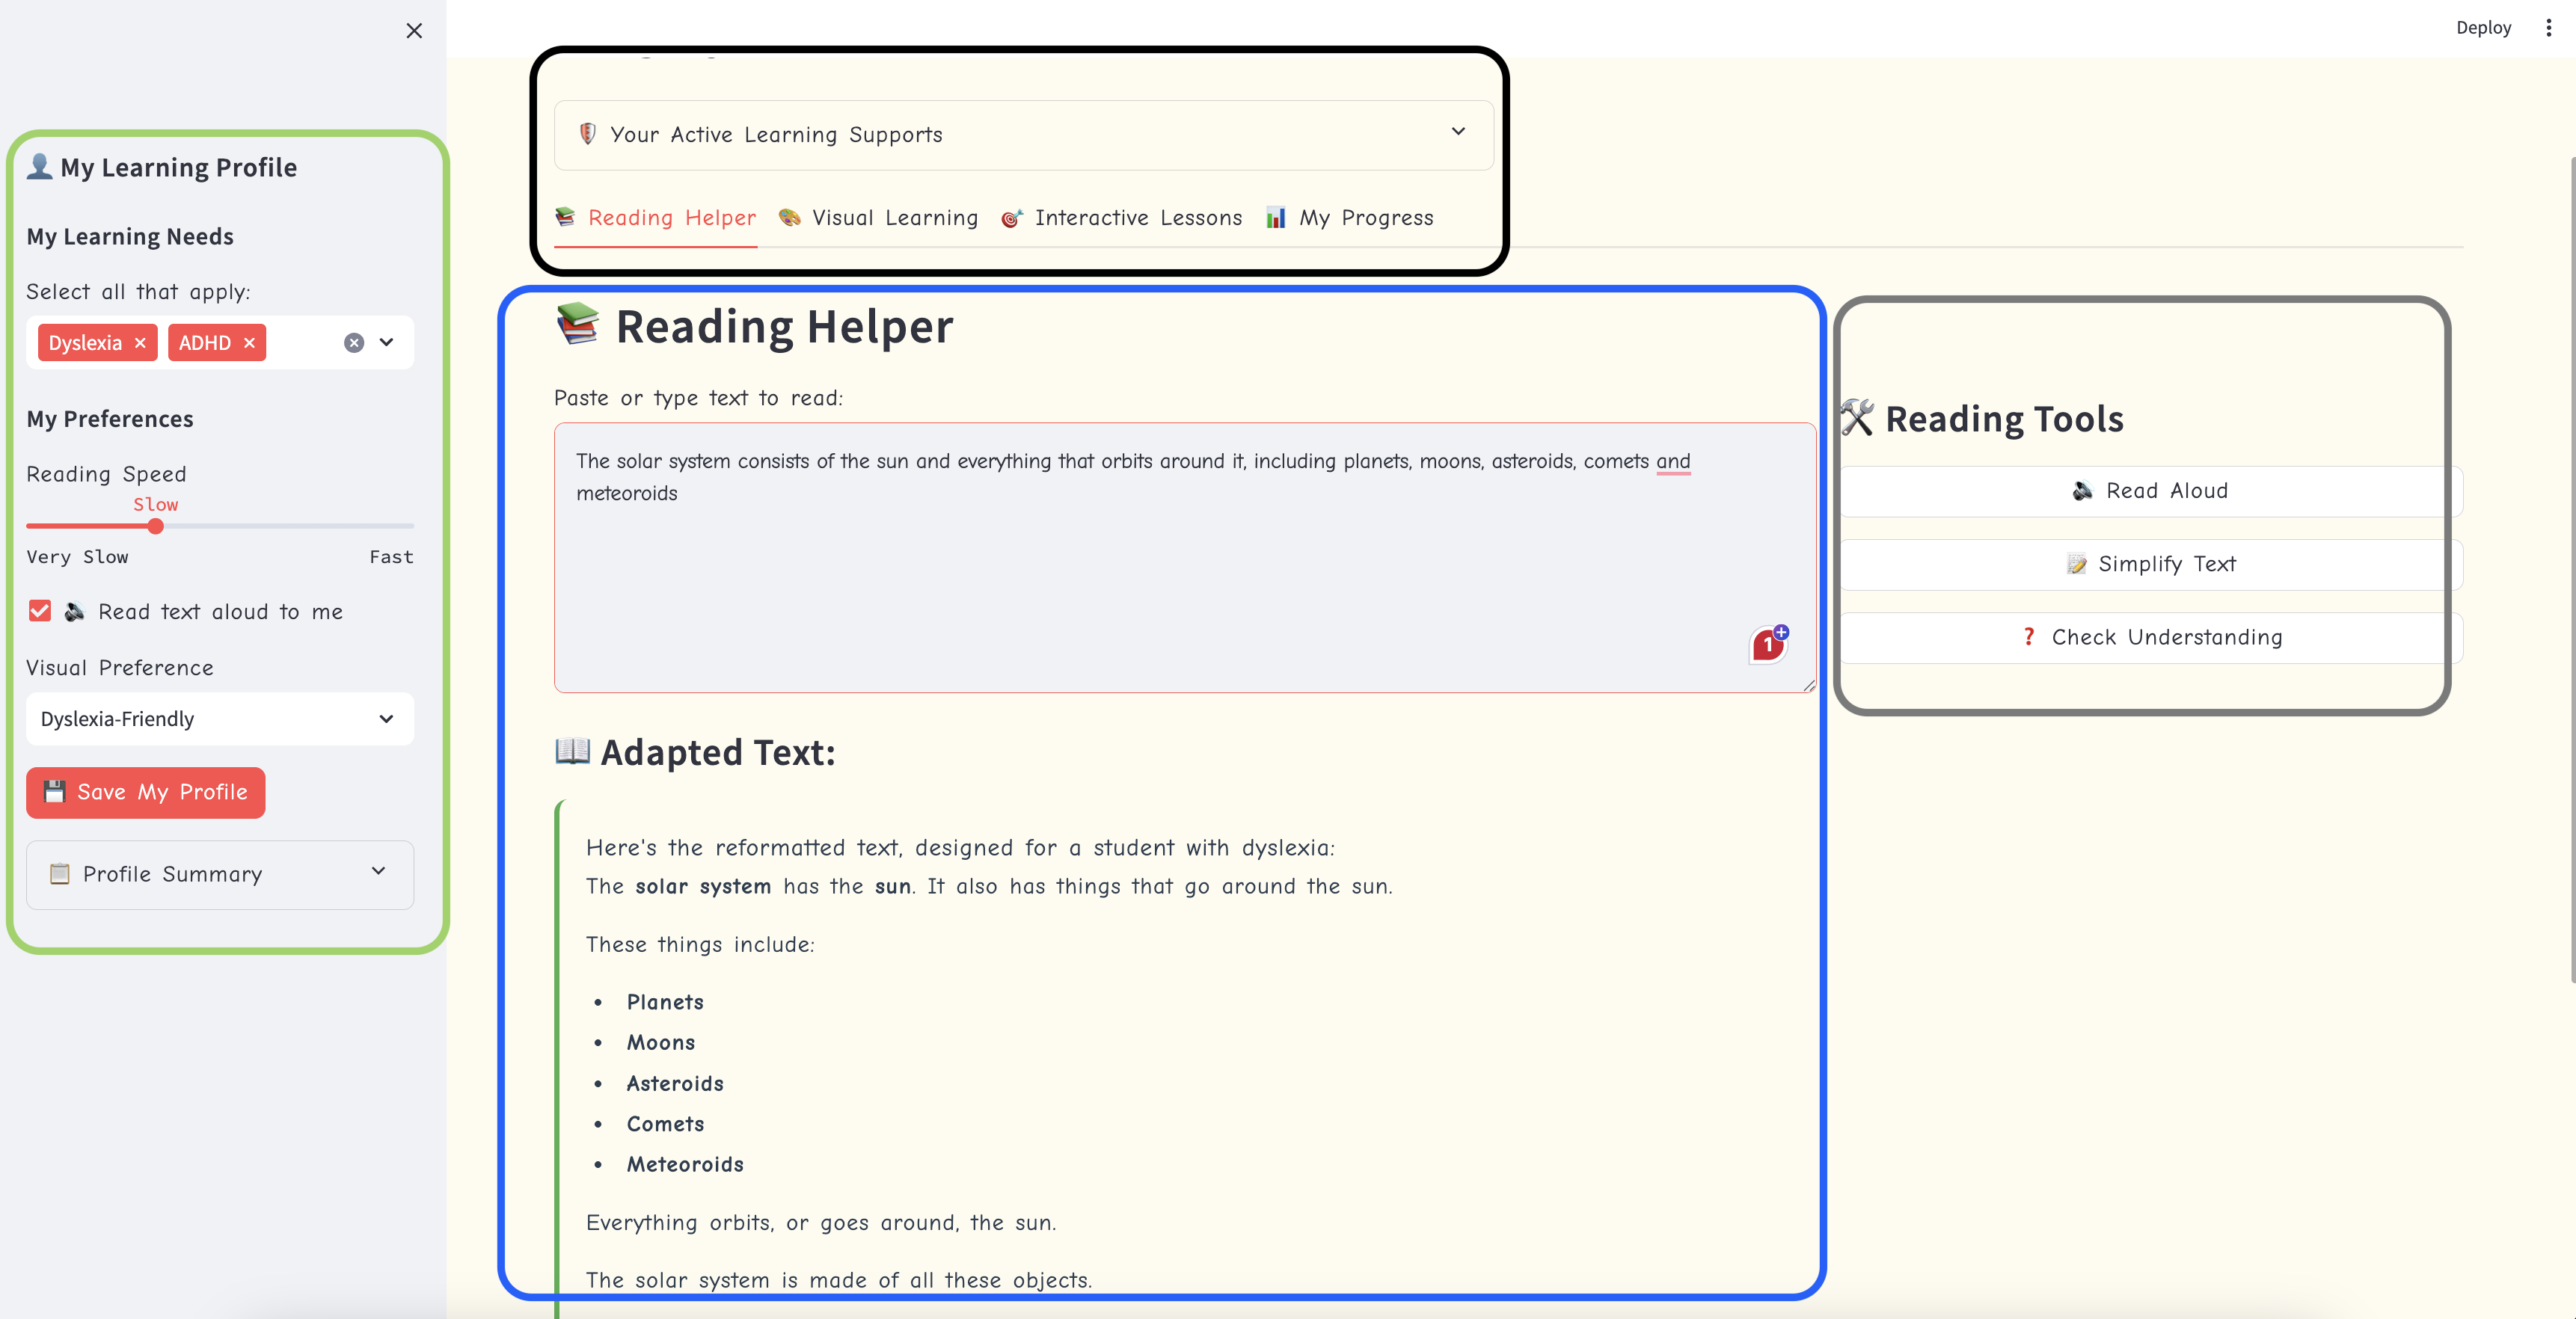 Deploy
My Learning Profile
My Learning Needs
Select all that apply:
Dyslexia × ADHD ×
My Preferences
Reading Speed
Slow
Very Slow Fast
Read text aloud to me
Visual Preference
Dyslexia-Friendly
Save My Profile
Profile Summary
Your Active Learning Supports
Reading Helper Visual Learning Interactive Lessons My Progress
Reading Helper
Paste or type text to read:
The solar system consists of the sun and everything that orbits around it, including planets, moons, asteroids, comets and
meteoroids
1
Adapted Text:
Here's the reformatted text, designed for a student with dyslexia:
The solar system has the sun. It also has things that go around the sun.
These things include:
• Planets
• Moons
• Asteroids
• Comets
• Meteoroids
Everything orbits, or goes around, the sun.
The solar system is made of all these objects.
Reading Tools
Read Aloud
Simplify Text
❓ Check Understanding